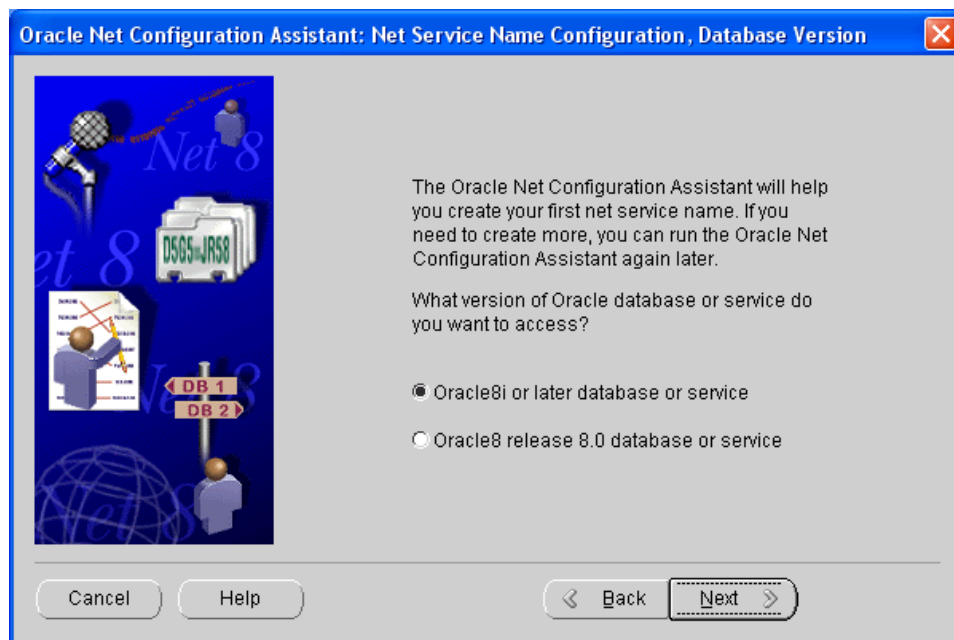 Oracle Net Configuration Assistant: Net Service Name Configuration, Database Version
Net 8
D5G5 JR58
et 8
DB 1
DB 2
Net 8
The Oracle Net Configuration Assistant will help
you create your first net service name. If you
need to create more, you can run the Oracle Net
Configuration Assistant again later.
What version of Oracle database or service do
you want to access?
Oracle8i or later database or service
Oracle8 release 8.0 database or service
Cancel
Help
Back
Next